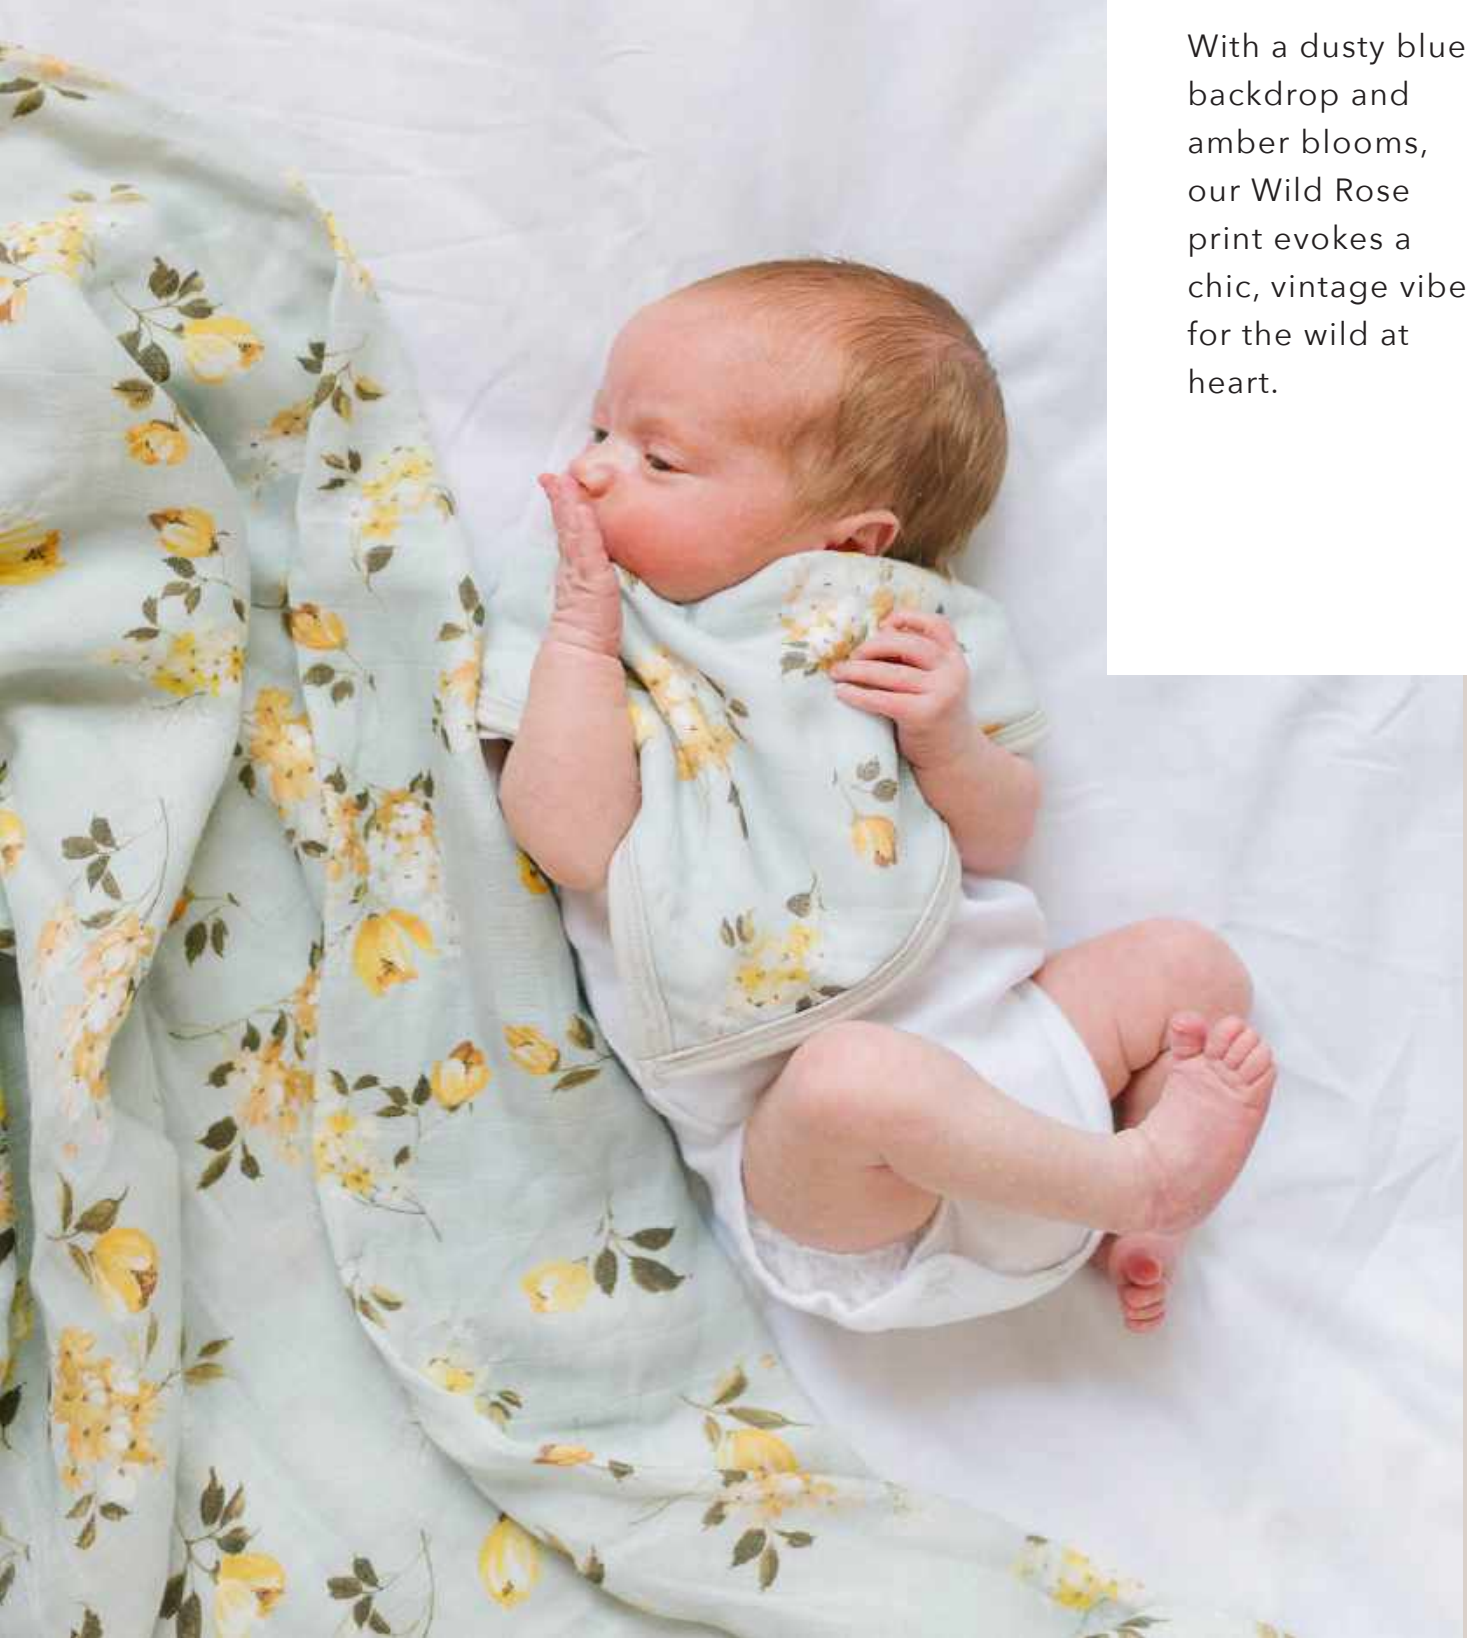 With a dusty blue
backdrop and
amber blooms,
our Wild Rose
print evokes a
chic, vintage vibe
for the wild at
heart.